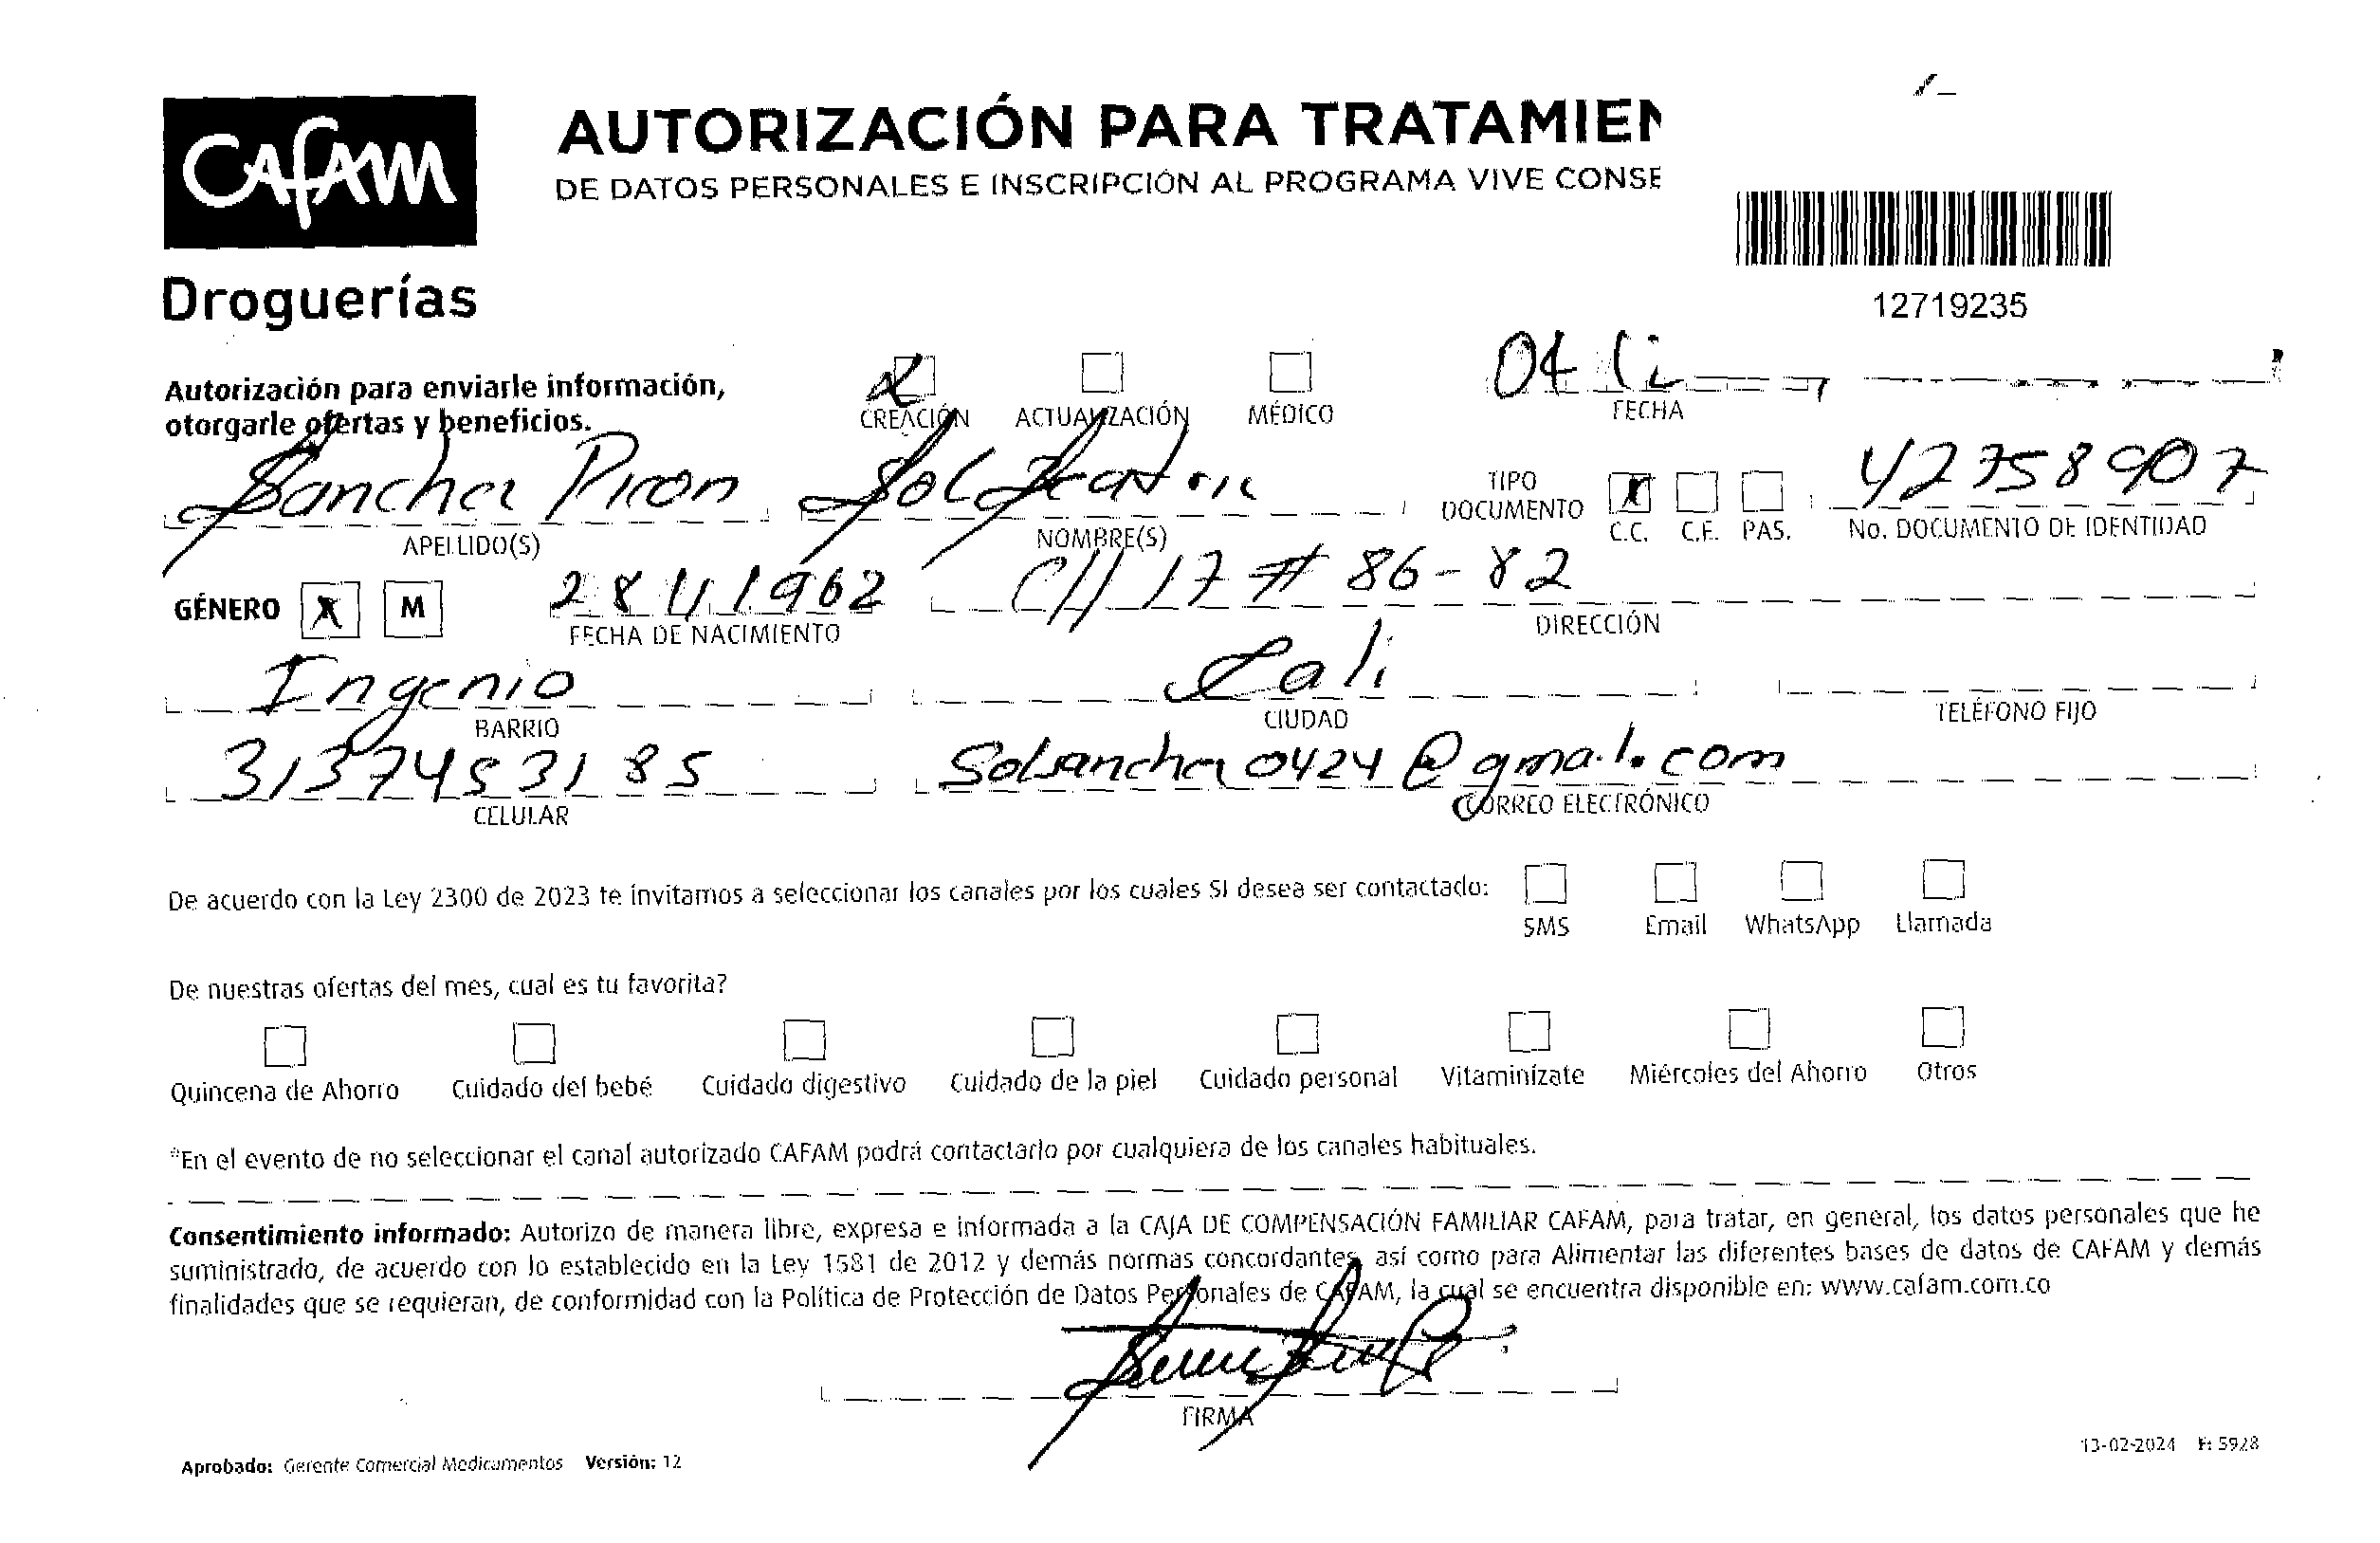 CAFAM
Droguerías
AUTORIZACIÓN PARA TRATAMIEN
DE DATOS PERSONALES E INSCRIPCIÓN AL PROGRAMA VIVE CONSE
12719235
Autorización para enviarle información,
otorgarle ofertas y beneficios.
X
CREACIÓN ACTUALIZACIÓN MÉDICO
04
FECHA
Sanchez Picon Sol Beatriz
APELLIDO(S) NOMBRE(S)
TIPO
DOCUMENTO
X
C.C. C.E. PAS.
42758907
No. DOCUMENTO DE IDENTIDAD
GÉNERO X M
28 4 1962
FECHA DE NACIMIENTO
Cll 17 # 86-82
DIRECCIÓN
Ingenio Cali
BARRIO CIUDAD TELÉFONO FIJO
3137453185 Solsanchez0424@gmail.com
CELULAR CORREO ELECTRÓNICO
De acuerdo con la Ley 2300 de 2023 te invitamos a seleccionar los canales por los cuales SI desea ser contactado:
SMS Email WhatsApp Llamada
De nuestras ofertas del mes, cual es tu favorita?
Quincena de Ahorro Cuidado del bebé Cuidado digestivo Cuidado de la piel Cuidado personal Vitaminízate Miércoles del Ahorro Otros
*En el evento de no seleccionar el canal autorizado CAFAM podrá contactarlo por cualquiera de los canales habituales.
Consentimiento informado: Autorizo de manera libre, expresa e informada a la CAJA DE COMPENSACIÓN FAMILIAR CAFAM, para tratar, en general, los datos personales que he
suministrado, de acuerdo con lo establecido en la Ley 1581 de 2012 y demás normas concordantes, así como para Alimentar las diferentes bases de datos de CAFAM y demás
finalidades que se requieran, de conformidad con la Política de Protección de Datos Personales de CAFAM, la cual se encuentra disponible en: www.cafam.com.co
FIRMA
Aprobado: Gerente Comercial Medicamentos Versión: 12
13-02-2024 F: 5928